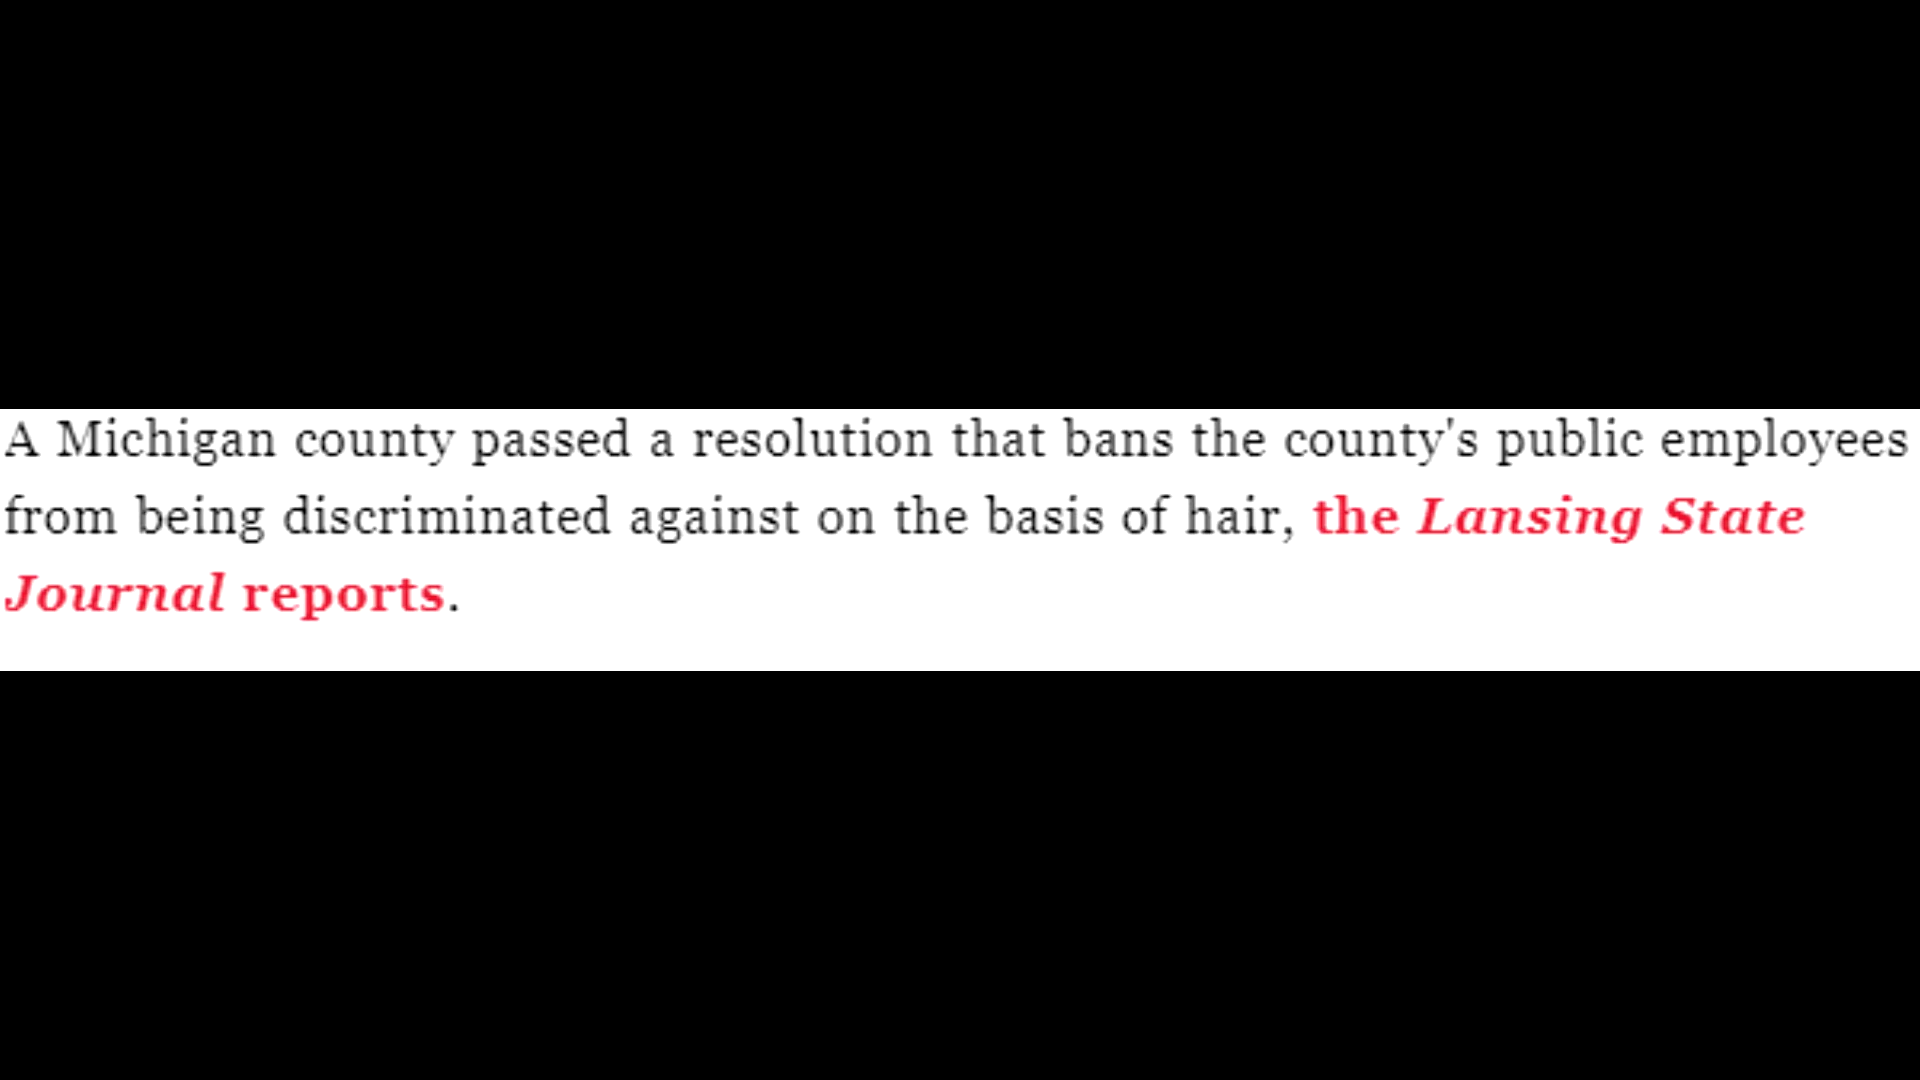 A Michigan county passed a resolution that bans the county's public employees
from being discriminated against on the basis of hair, the Lansing State
Journal reports.